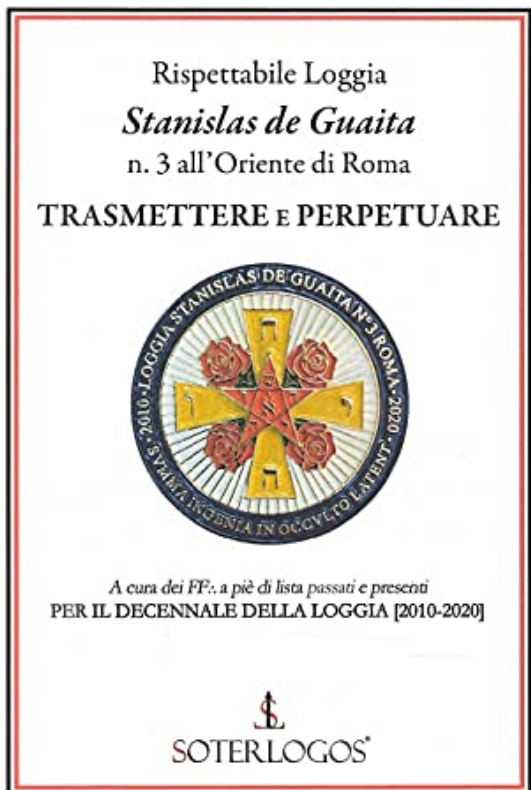 Rispettabile Loggia
Stanislas de Guaita
n. 3 all'Oriente di Roma
TRASMETTERE E PERPETUARE
· 2010 · LOGGIA STANISLAS DE GUAITA N°3 ROMA · 2020 ·
SVMMA INGENIA IN OCCVLTO LATENT
ה
ו
י
ה
A cura dei FF∴ a piè di lista passati e presenti
PER IL DECENNALE DELLA LOGGIA [2010-2020]
SL
SOTERLOGOS®